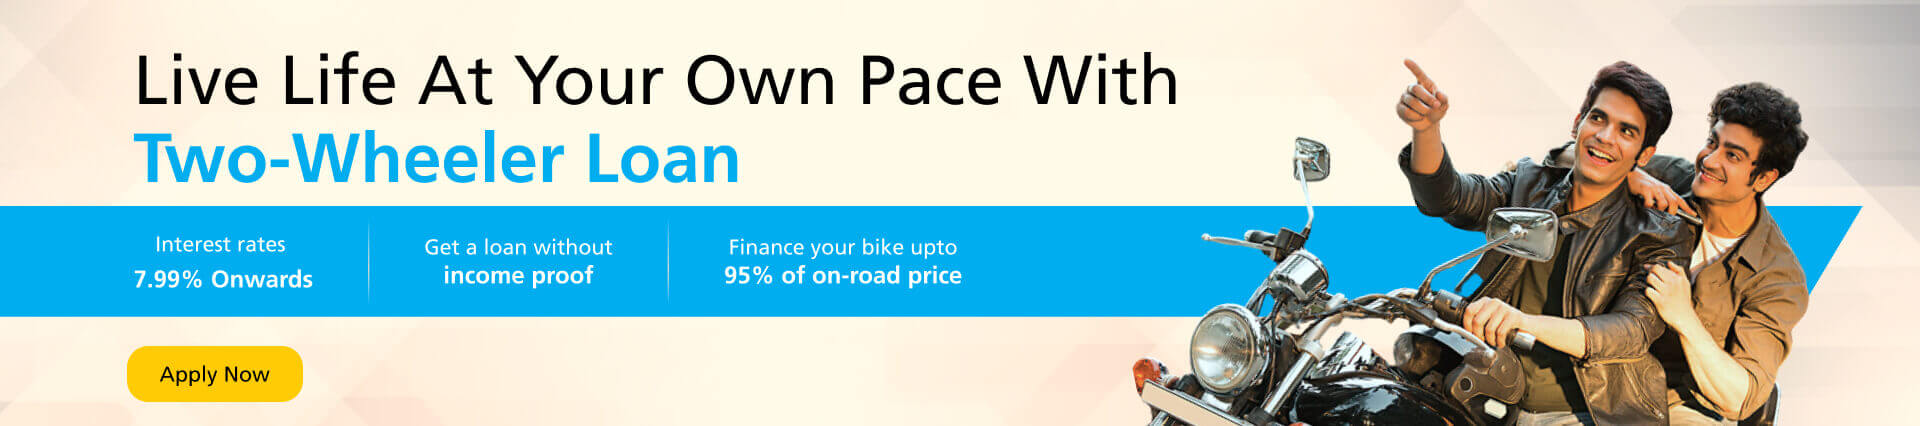 Live Life At Your Own Pace With
Two-Wheeler Loan
Interest rates
7.99% Onwards
Get a loan without
income proof
Finance your bike upto
95% of on-road price
Apply Now